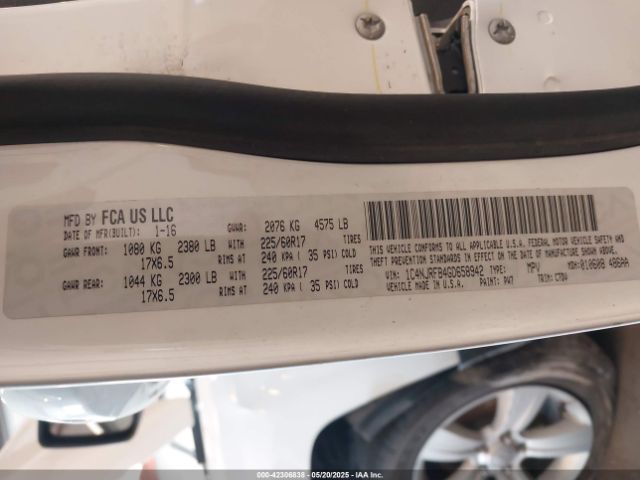 MFD BY FCA US LLC
DATE OF MFR(BUILT): 1-16 GVWR: 2076 KG 4575 LB
GAWR FRONT: 1080 KG 2380 LB WITH 225/60R17 TIRES
17X6.5 RIMS AT 240 KPA ( 35 PSI) COLD
GAWR REAR: 1044 KG 2300 LB WITH 225/60R17 TIRES
17X6.5 RIMS AT 240 KPA ( 35 PSI) COLD
THIS VEHICLE CONFORMS TO ALL APPLICABLE U.S.A. FEDERAL MOTOR VEHICLE SAFETY AND
THEFT PREVENTION STANDARDS IN EFFECT ON THE DATE OF MANUFACTURE SHOWN ABOVE.
VIN: 1C4NJRFB4GD658942 TYPE: MPV MDH: 010608 486AA
VEHICLE MADE IN U.S.A. PAINT: PW7 TRIM:
000-42306838 05/20/2025 IAA Inc.